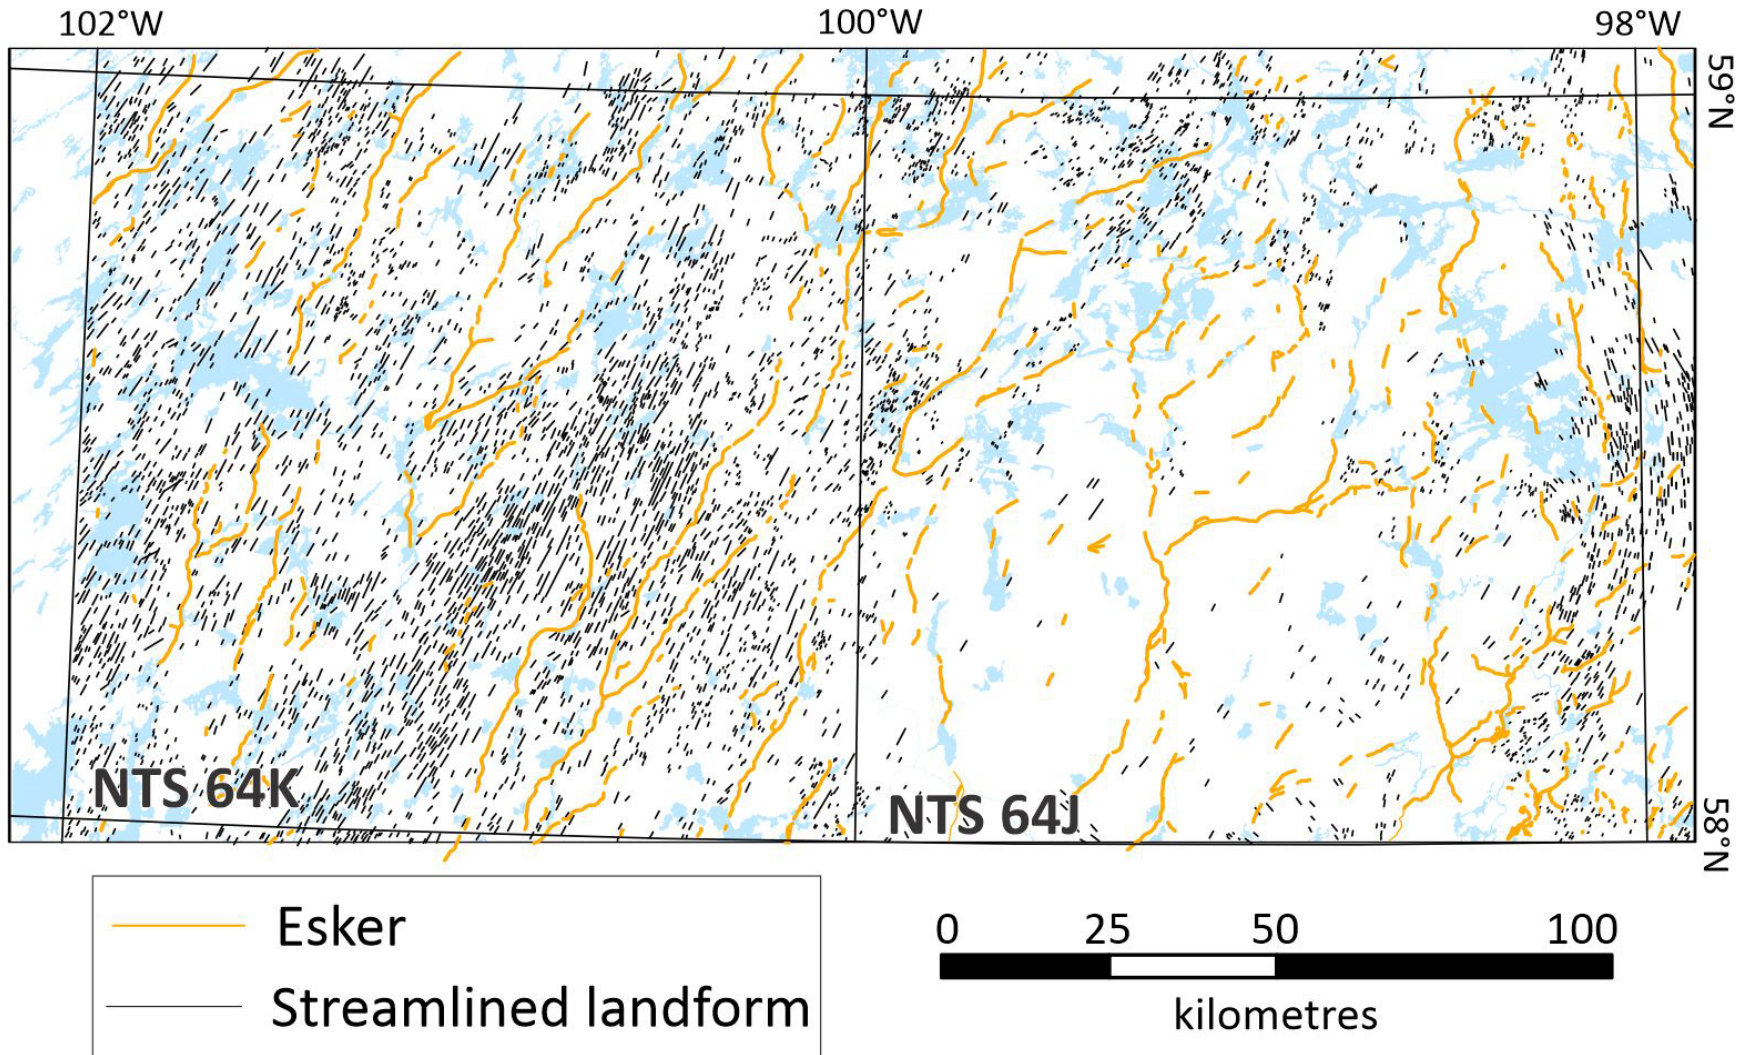 102°W 100°W 98°W
59°N
NTS 64K
NTS 64J
58°N
Esker
Streamlined landform
0 25 50 100
kilometres